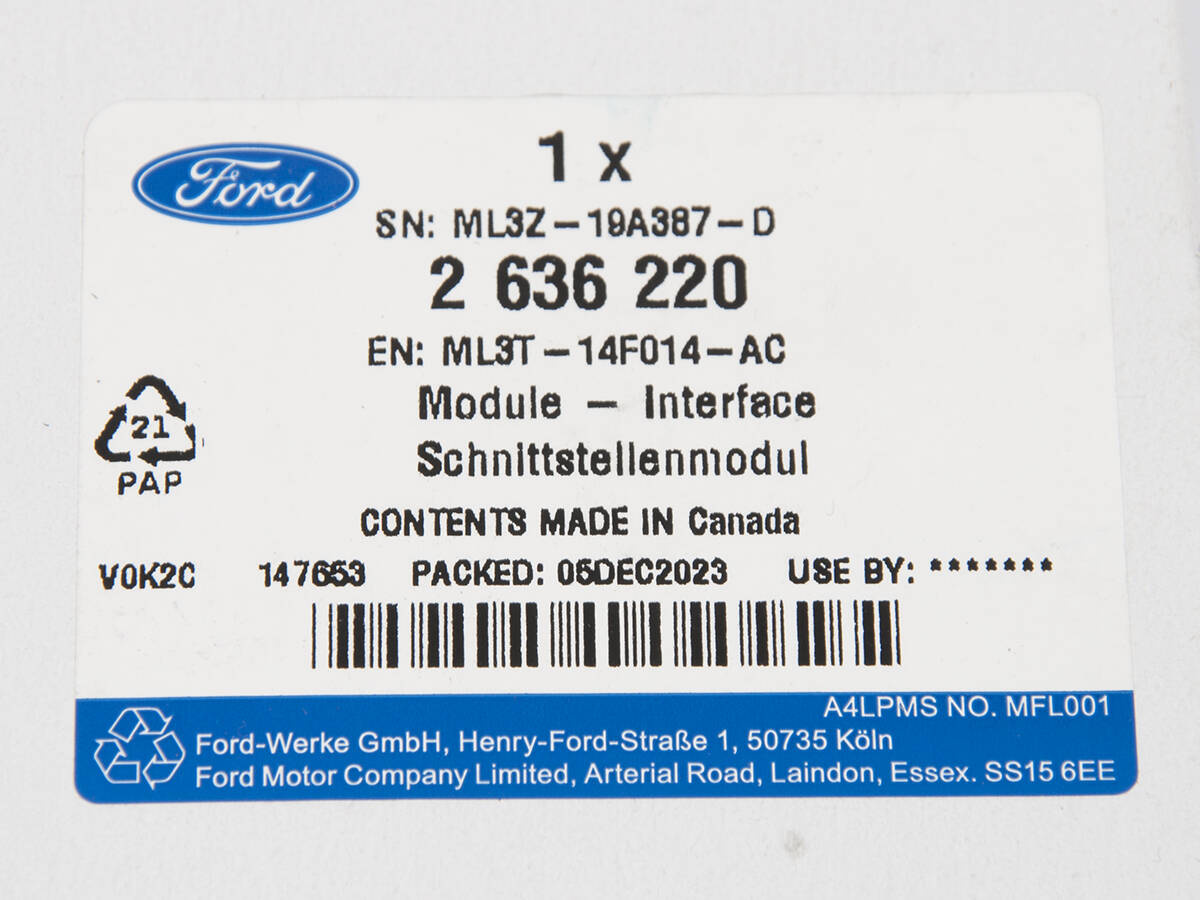 Ford
1 x
SN: ML3Z-19A387-D
2 636 220
EN: ML3T-14F014-AC
Module - Interface
Schnittstellenmodul
21
PAP
CONTENTS MADE IN Canada
V0K2C 147653 PACKED: 05DEC2023 USE BY: *******
A4LPMS NO. MFL001
Ford-Werke GmbH, Henry-Ford-Straße 1, 50735 Köln
Ford Motor Company Limited, Arterial Road, Laindon, Essex. SS15 6EE